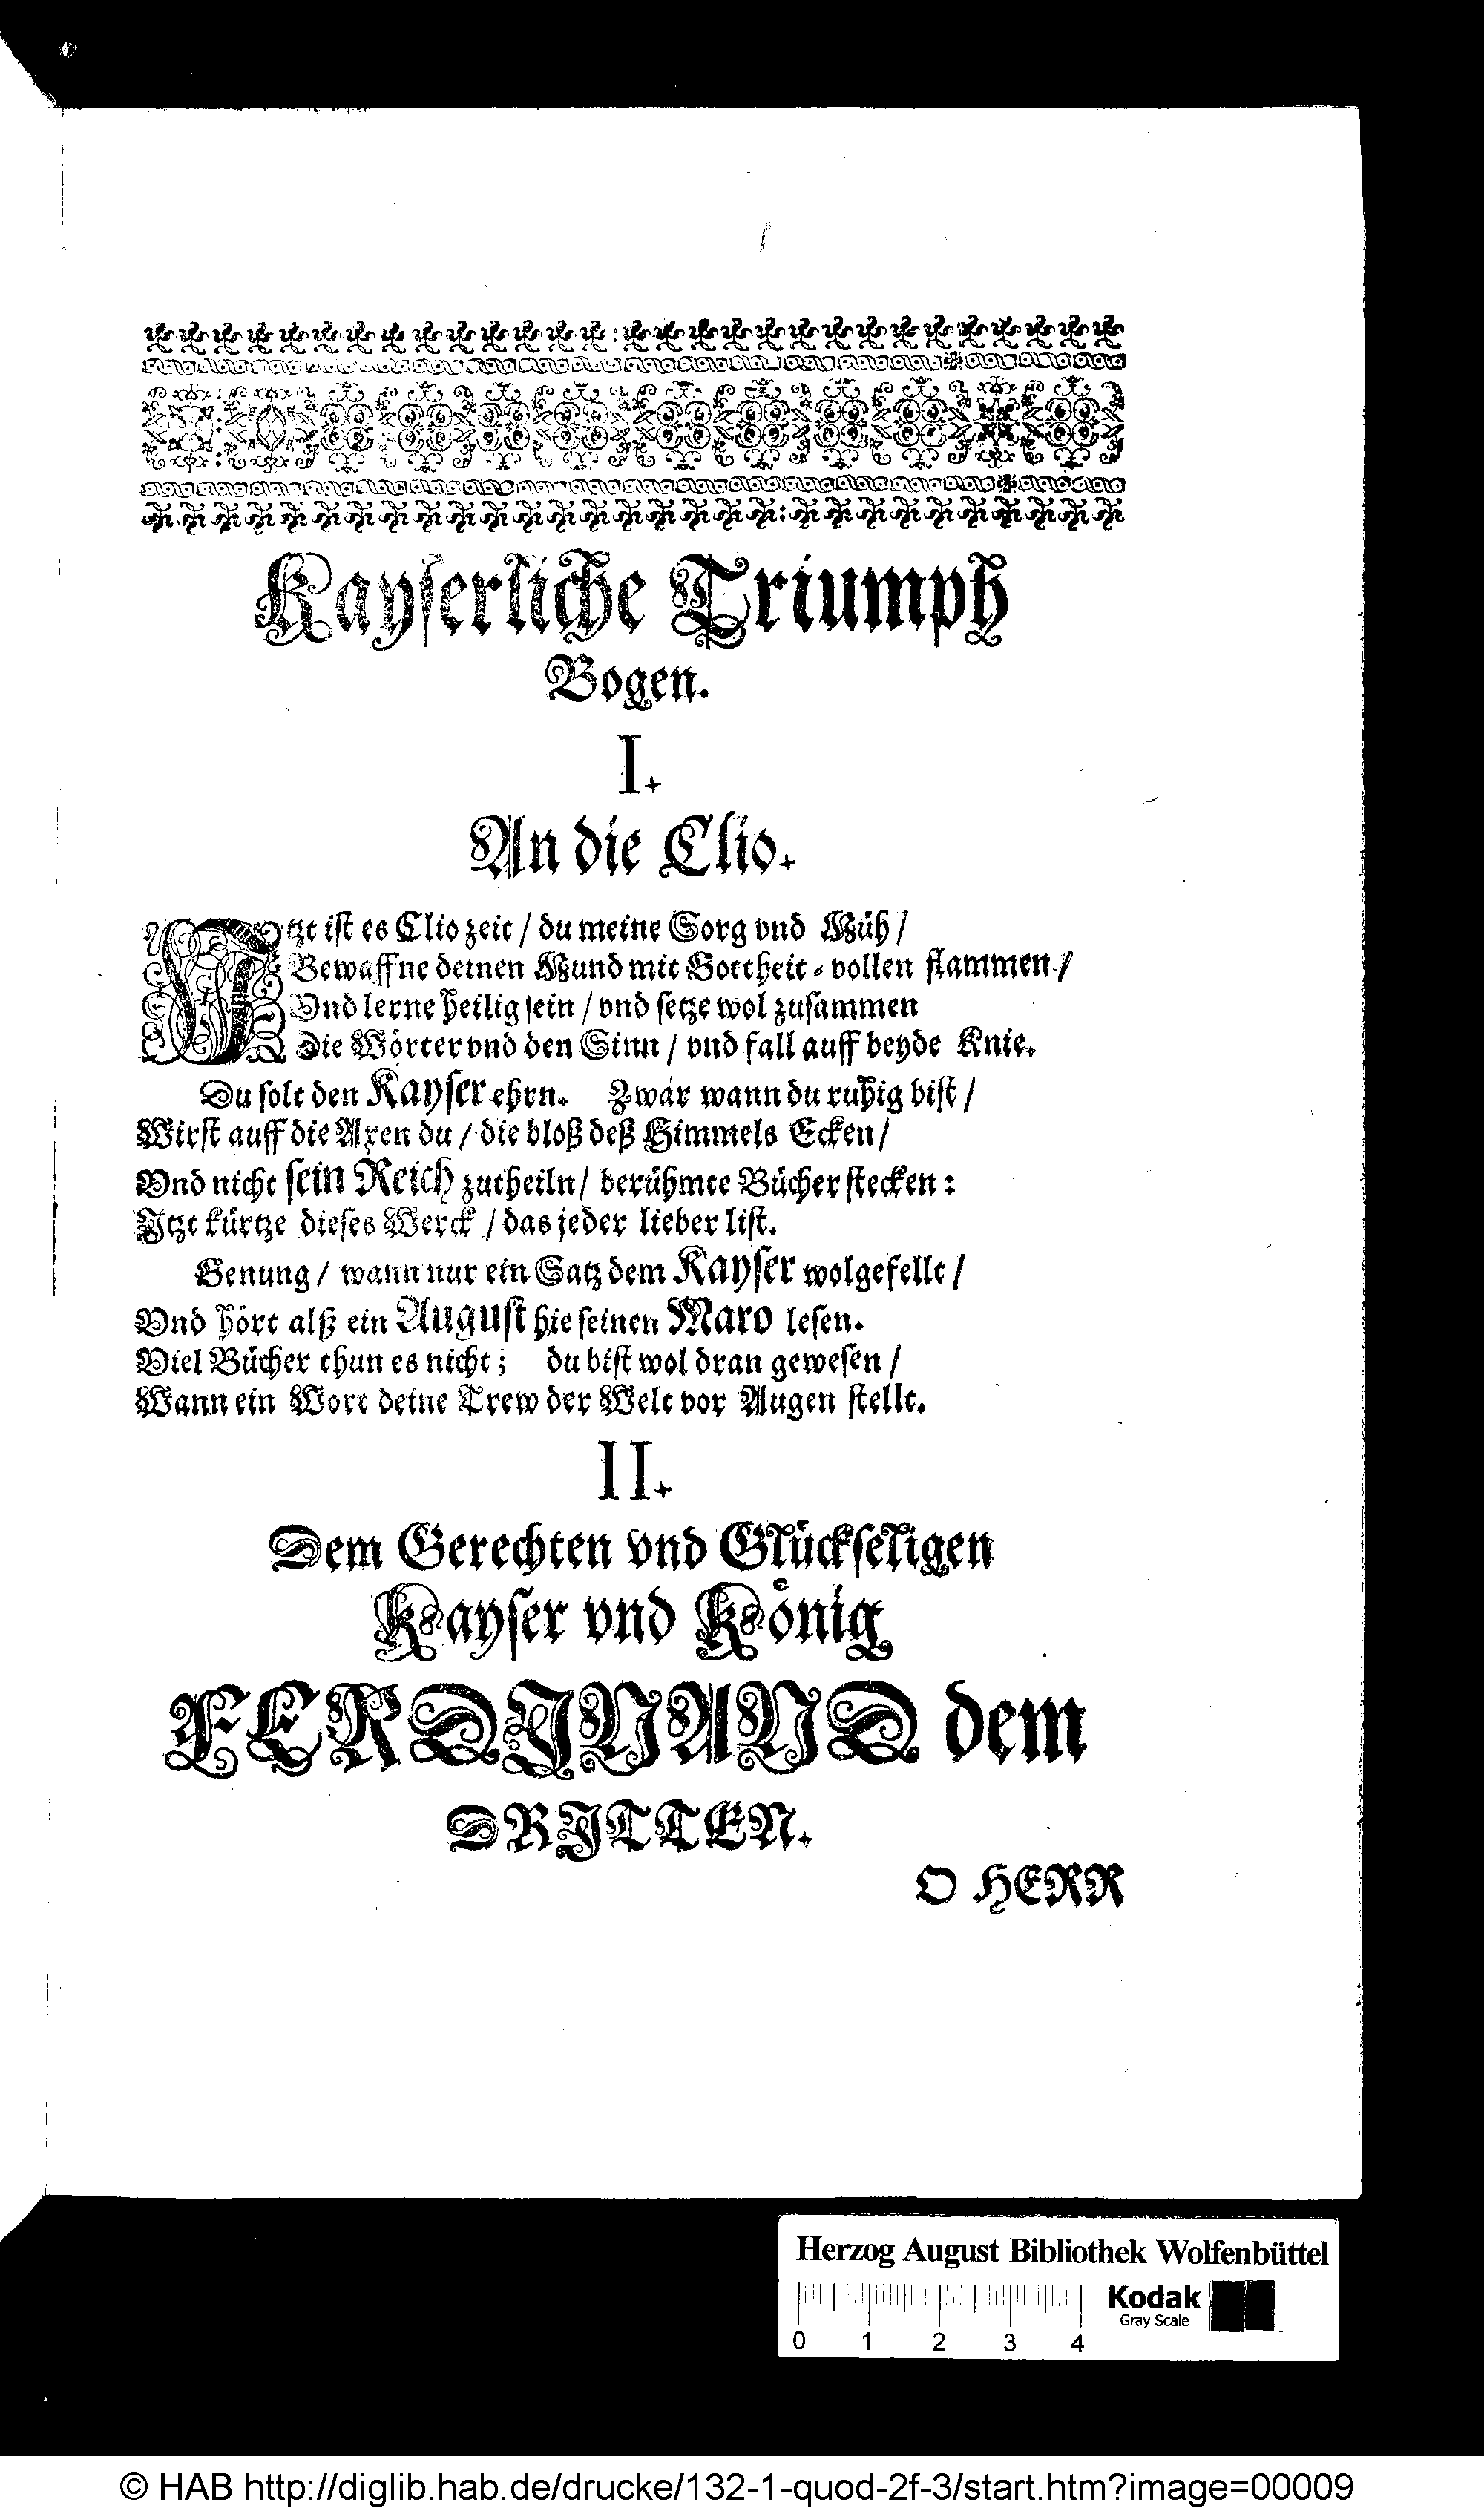 Kayserliche Triumph
Bogen.
I.
An die Clio.
Jtzt ist es Clio zeit / du meine Sorg vnd Müh /
Bewaffne deinen Mund mit Gottheit-vollen flammen /
Vnd lerne heilig sein / vnd setze wol zusammen
Die Wörter vnd den Sinn / vnd fall auff beyde Knie.
Du solt den Kayser ehrn. Zwar wann du ruhig bist /
Wirst auff die Axen du / die bloß deß Himmels Ecken /
Vnd nicht sein Reich zutheiln / berühmte Bücher stecken:
Jtzt kürtze dieses Werck / das jeder lieber list.
Genung / wann nur ein Satz dem Kayser wolgefellt /
Vnd hört alß ein August hie seinen Maro lesen.
Viel Bücher thun es nicht; du bist wol dran gewesen /
Wann ein Wort deine Trew der Welt vor Augen stellt.
II.
Dem Gerechten vnd Glückseligen
Kayser vnd König
FERDJNAND dem
DRJTTEN.
O HERR
Herzog August Bibliothek Wolfenbüttel
Kodak
Gray Scale
0 1 2 3 4
© HAB http://diglib.hab.de/drucke/132-1-quod-2f-3/start.htm?image=00009